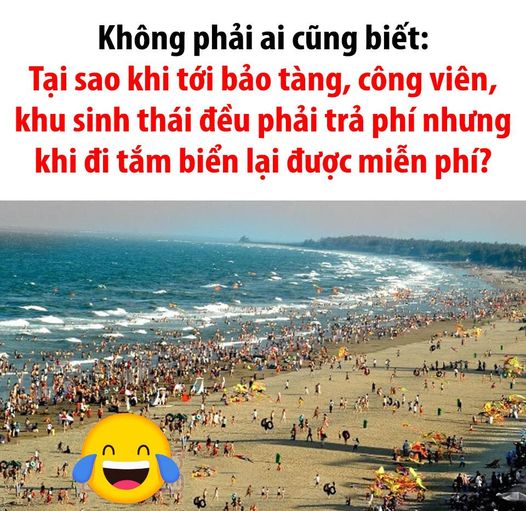 Không phải ai cũng biết:
Tại sao khi tới bảo tàng, công viên,
khu sinh thái đều phải trả phí nhưng
khi đi tắm biển lại được miễn phí?